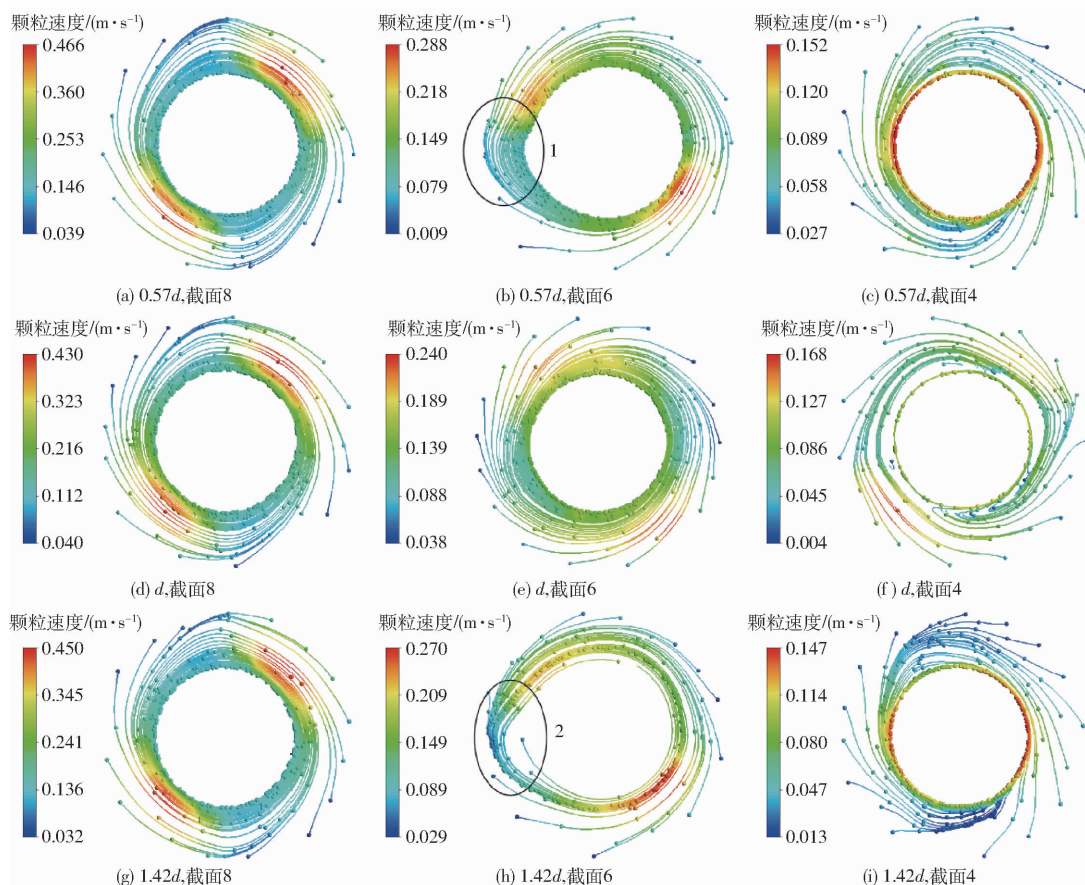 颗粒速度/(m·s⁻¹)
0.466
0.360
0.253
0.146
0.039
(a) 0.57d,截面8
颗粒速度/(m·s⁻¹)
0.288
0.218
0.149
0.079
0.009
1
(b) 0.57d,截面6
颗粒速度/(m·s⁻¹)
0.152
0.120
0.089
0.058
0.027
(c) 0.57d,截面4
颗粒速度/(m·s⁻¹)
0.430
0.323
0.216
0.112
0.040
(d) d,截面8
颗粒速度/(m·s⁻¹)
0.240
0.189
0.139
0.088
0.038
(e) d,截面6
颗粒速度/(m·s⁻¹)
0.168
0.127
0.086
0.045
0.004
(f) d,截面4
颗粒速度/(m·s⁻¹)
0.450
0.345
0.241
0.136
0.032
(g) 1.42d,截面8
颗粒速度/(m·s⁻¹)
0.270
0.209
0.149
0.089
0.029
2
(h) 1.42d,截面6
颗粒速度/(m·s⁻¹)
0.147
0.114
0.080
0.047
0.013
(i) 1.42d,截面4